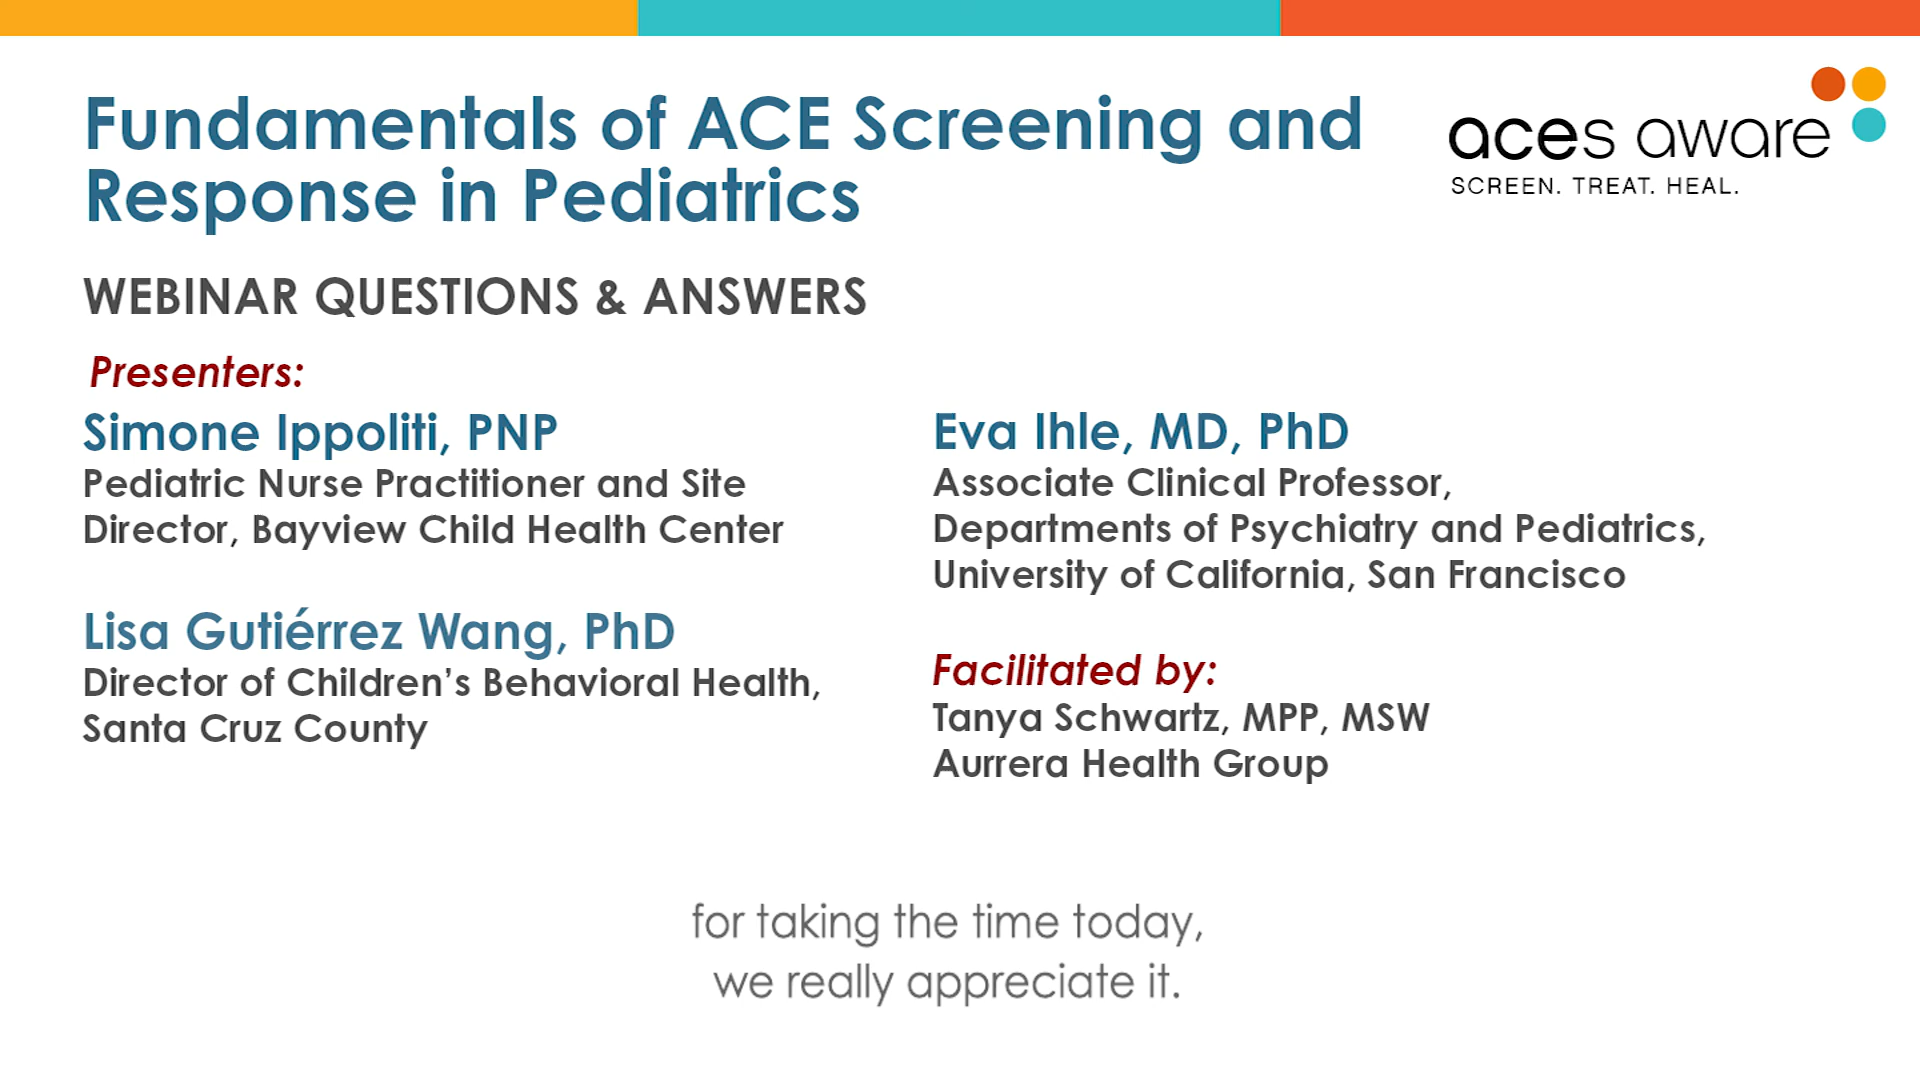 Fundamentals of ACE Screening and
Response in Pediatrics
aces aware
SCREEN. TREAT. HEAL.
WEBINAR QUESTIONS & ANSWERS
Presenters:
Simone Ippoliti, PNP
Pediatric Nurse Practitioner and Site
Director, Bayview Child Health Center
Lisa Gutiérrez Wang, PhD
Director of Children’s Behavioral Health,
Santa Cruz County
Eva Ihle, MD, PhD
Associate Clinical Professor,
Departments of Psychiatry and Pediatrics,
University of California, San Francisco
Facilitated by:
Tanya Schwartz, MPP, MSW
Aurrera Health Group
for taking the time today,
we really appreciate it.